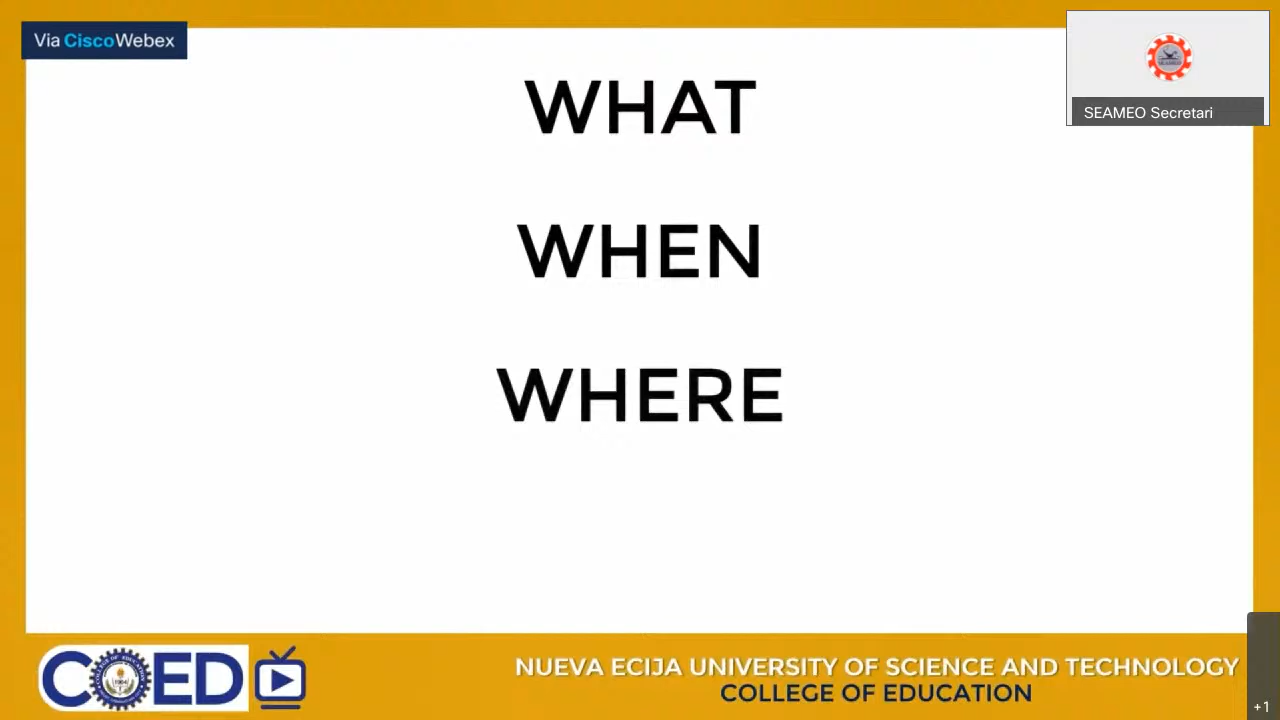 Via CiscoWebex
SEAMEO Secretari
WHAT
WHEN
WHERE
COED
NUEVA ECIJA UNIVERSITY OF SCIENCE AND TECHNOLOGY
COLLEGE OF EDUCATION
+1